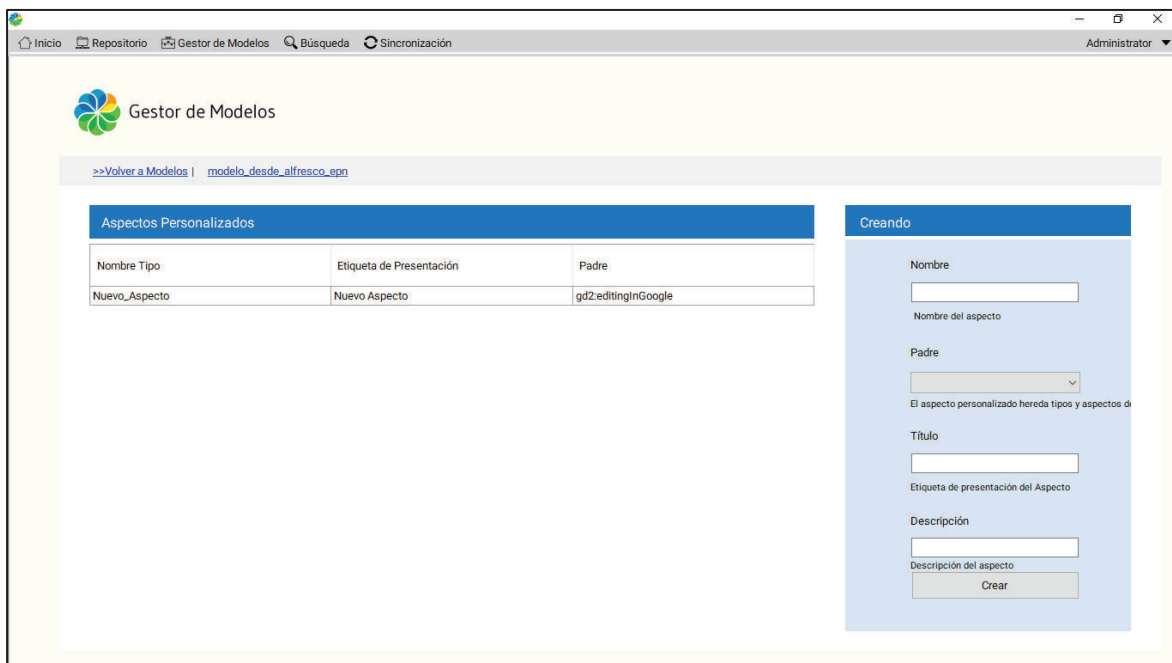 Inicio Repositorio Gestor de Modelos Búsqueda Sincronización Administrator
Gestor de Modelos
>>Volver a Modelos | modelo_desde_alfresco_epn
Aspectos Personalizados
Nombre Tipo Etiqueta de Presentación Padre
Nuevo_Aspecto Nuevo Aspecto gd2:editingInGoogle
Creando
Nombre
Nombre del aspecto
Padre
El aspecto personalizado hereda tipos y aspectos de
Título
Etiqueta de presentación del Aspecto
Descripción
Descripción del aspecto
Crear